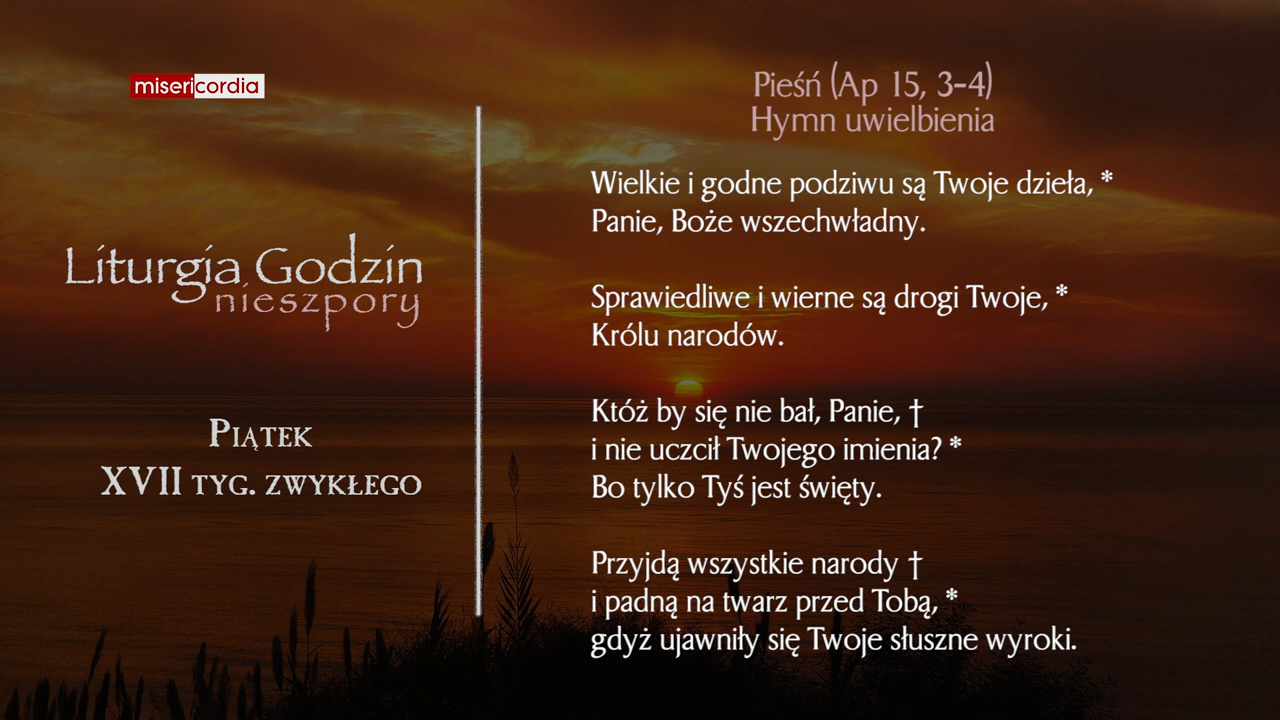 misericordia
Liturgia Godzin
nieszpory
Piątek
XVII tyg. zwykłego
Pieśń (Ap 15, 3-4)
Hymn uwielbienia
Wielkie i godne podziwu są Twoje dzieła, *
Panie, Boże wszechwładny.
Sprawiedliwe i wierne są drogi Twoje, *
Królu narodów.
Któż by się nie bał, Panie, †
i nie uczcił Twojego imienia? *
Bo tylko Tyś jest święty.
Przyjdą wszystkie narody †
i padną na twarz przed Tobą, *
gdyż ujawniły się Twoje słuszne wyroki.